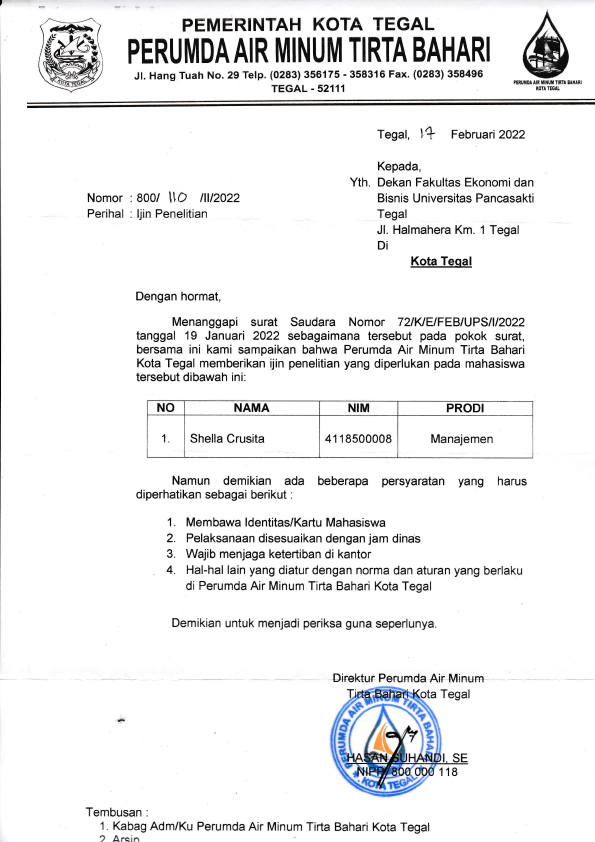 PEMERINTAH KOTA TEGAL
PERUMDA AIR MINUM TIRTA BAHARI
Jl. Hang Tuah No. 29 Telp. (0283) 356175 - 358316 Fax. (0283) 358496
TEGAL - 52111
KOTA TEGAL
PERUMDA AIR MINUM TIRTA BAHARI
KOTA TEGAL
Tegal, 17 Februari 2022
Kepada,
Yth. Dekan Fakultas Ekonomi dan
Bisnis Universitas Pancasakti
Tegal
Jl. Halmahera Km. 1 Tegal
Di
Kota Tegal
Nomor : 800/ 110 /II/2022
Perihal : Ijin Penelitian
Dengan hormat,
Menanggapi surat Saudara Nomor 72/K/E/FEB/UPS/I/2022
tanggal 19 Januari 2022 sebagaimana tersebut pada pokok surat,
bersama ini kami sampaikan bahwa Perumda Air Minum Tirta Bahari
Kota Tegal memberikan ijin penelitian yang diperlukan pada mahasiswa
tersebut dibawah ini:
NO NAMA NIM PRODI
1. Shella Crusita 4118500008 Manajemen
Namun demikian ada beberapa persyaratan yang harus
diperhatikan sebagai berikut :
1. Membawa Identitas/Kartu Mahasiswa
2. Pelaksanaan disesuaikan dengan jam dinas
3. Wajib menjaga ketertiban di kantor
4. Hal-hal lain yang diatur dengan norma dan aturan yang berlaku
di Perumda Air Minum Tirta Bahari Kota Tegal
Demikian untuk menjadi periksa guna seperlunya.
Direktur Perumda Air Minum
Tirta Bahari Kota Tegal
PERUMDA AIR MINUM TIRTA BAHARI
KOTA TEGAL
HASAN SUHANDI, SE
NIPP. 800 000 118
Tembusan :
1. Kabag Adm/Ku Perumda Air Minum Tirta Bahari Kota Tegal
2. Arsip